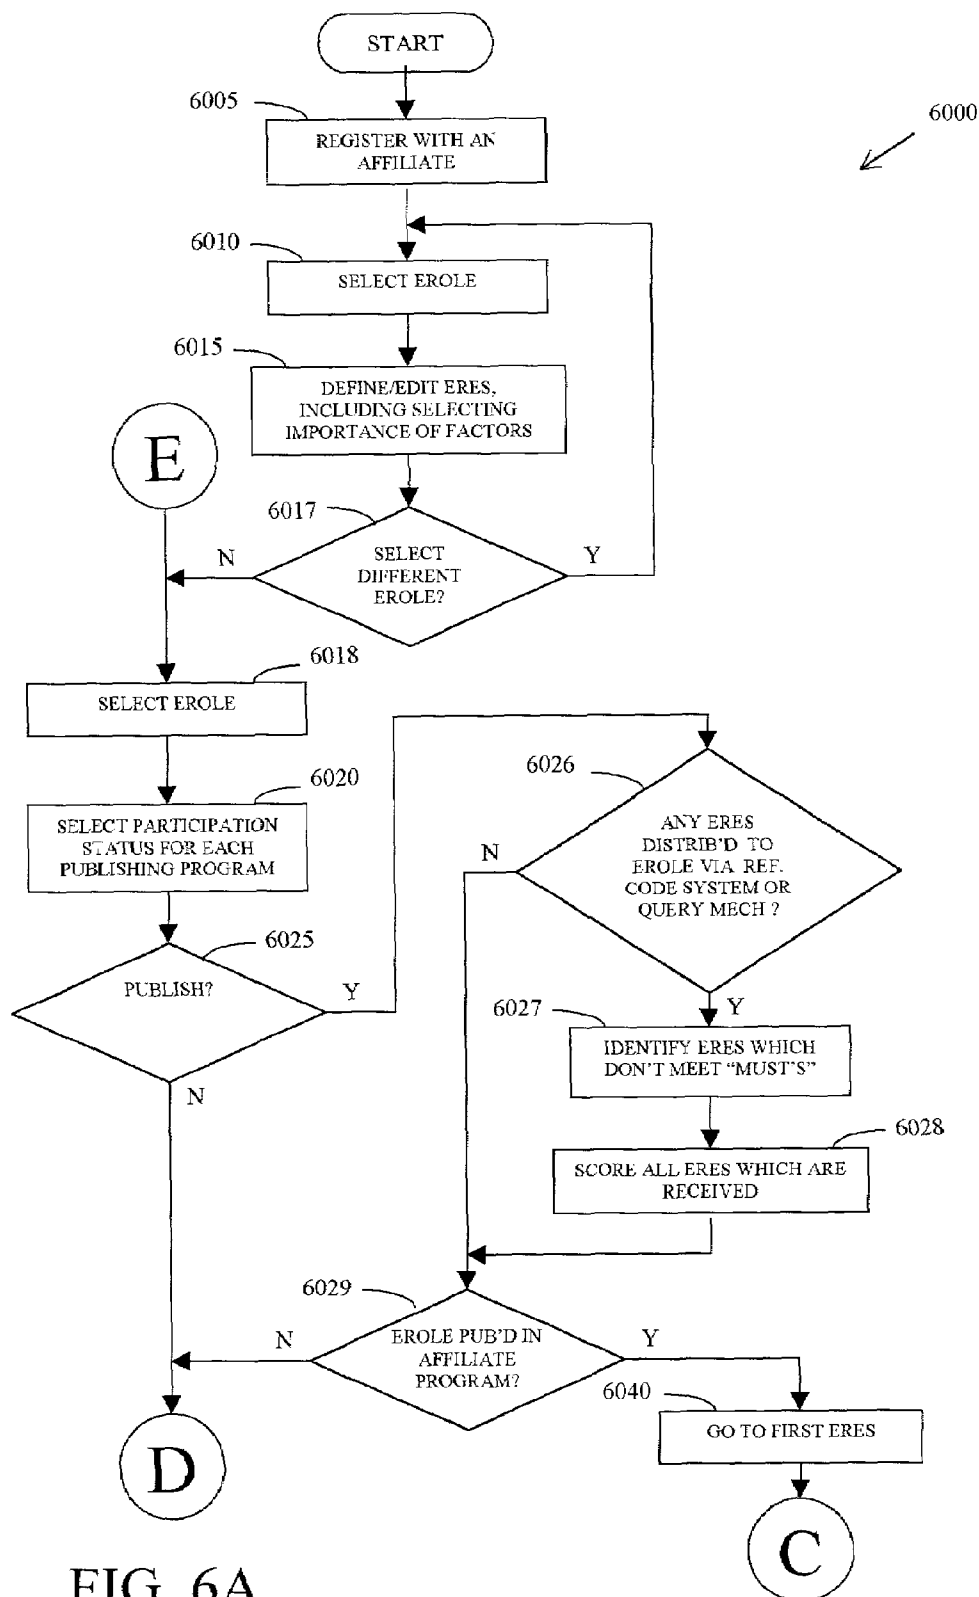 START
6005
6000
REGISTER WITH AN
AFFILIATE
6010
SELECT EROLE
6015
DEFINE/EDIT ERES,
INCLUDING SELECTING
IMPORTANCE OF FACTORS
E
6017
N
SELECT
DIFFERENT
EROLE?
Y
6018
SELECT EROLE
6020
SELECT PARTICIPATION
STATUS FOR EACH
PUBLISHING PROGRAM
6025
PUBLISH?
Y
N
6026
N
ANY ERES
DISTRIB'D TO
EROLE VIA REF.
CODE SYSTEM OR
QUERY MECH ?
Y
6027
IDENTIFY ERES WHICH
DON'T MEET “MUST'S”
6028
SCORE ALL ERES WHICH ARE
RECEIVED
6029
N
EROLE PUB'D IN
AFFILIATE
PROGRAM?
Y
6040
GO TO FIRST ERES
D
C
FIG. 6A